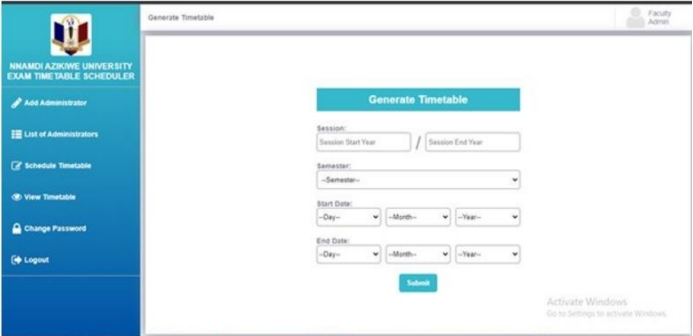 Generate Timetable
Faculty
Admin
NNAMDI AZIKIWE UNIVERSITY
EXAM TIMETABLE SCHEDULER
Add Administrator
List of Administrators
Schedule Timetable
View Timetable
Change Password
Logout
Generate Timetable
Session:
Session Start Year / Session End Year
Semester:
--Semester--
Start Date:
--Day-- --Month-- --Year--
End Date:
--Day-- --Month-- --Year--
Submit
Activate Windows
Go to Settings to activate Windows.